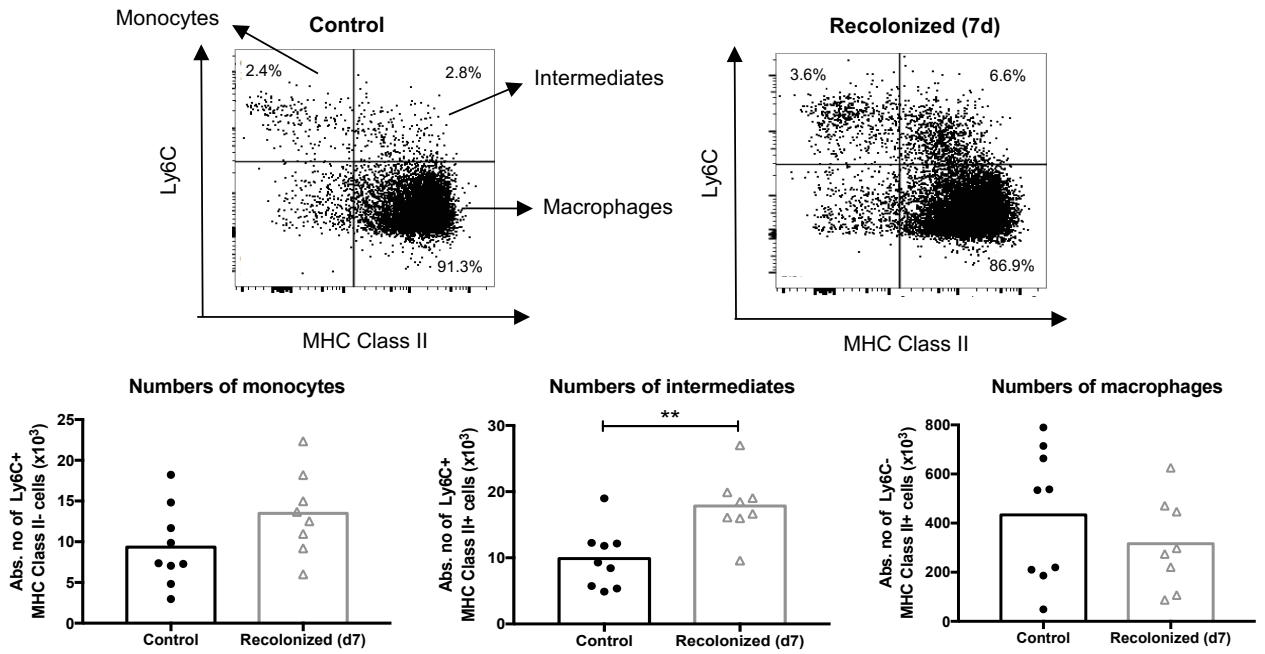 Monocytes
Control
Recolonized (7d)
2.4%
2.8%
Intermediates
3.6%
6.6%
Ly6C
Ly6C
Macrophages
91.3%
86.9%
MHC Class II
MHC Class II
Numbers of monocytes
Abs. no of Ly6C+
MHC Class II- cells (x10³)
25
20
15
10
5
0
Control
Recolonized (d7)
Numbers of intermediates
Abs. no of Ly6C+
MHC Class II+ cells (x10³)
30
20
10
0
**
Control
Recolonized (d7)
Numbers of macrophages
Abs. no of Ly6C-
MHC Class II+ cells (x10³)
800
600
400
200
0
Control
Recolonized (d7)